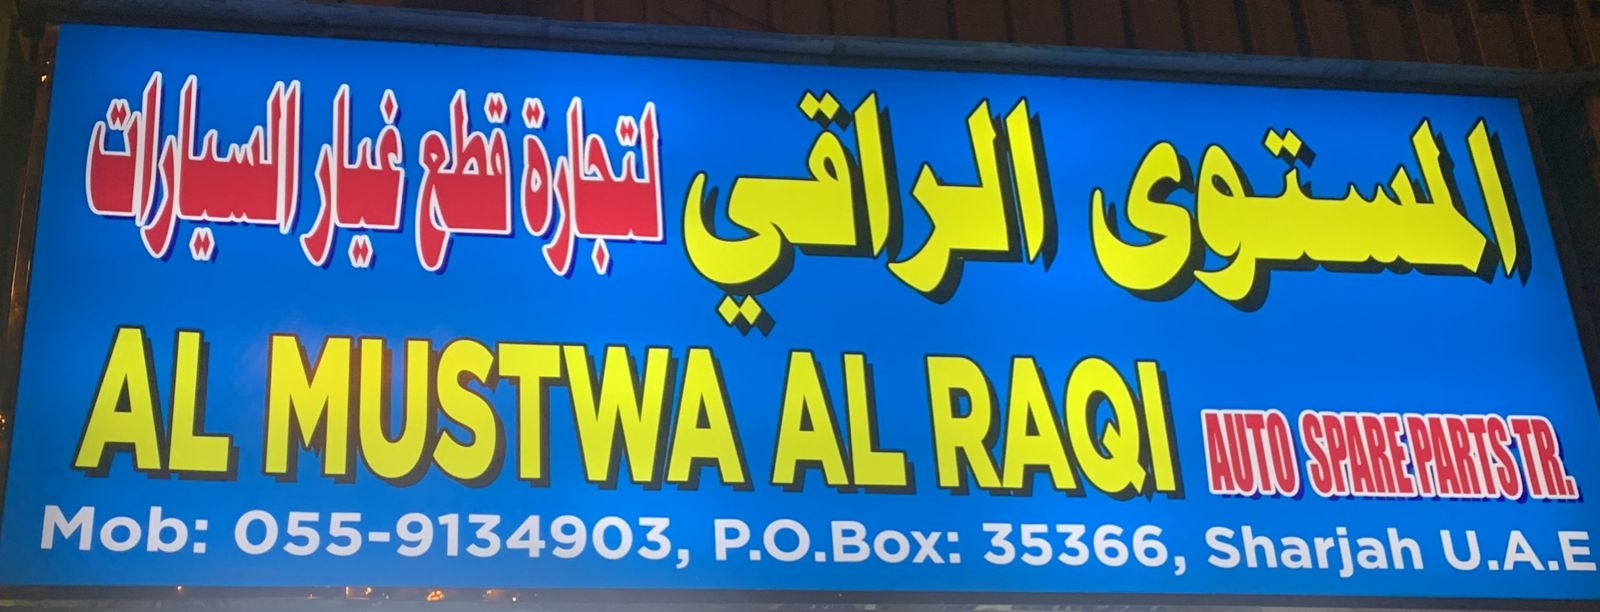 المستوى الراقي لتجارة قطع غيار السيارات
AL MUSTWA AL RAQI AUTO SPARE PARTS TR.
Mob: 055-9134903, P.O.Box: 35366, Sharjah U.A.E